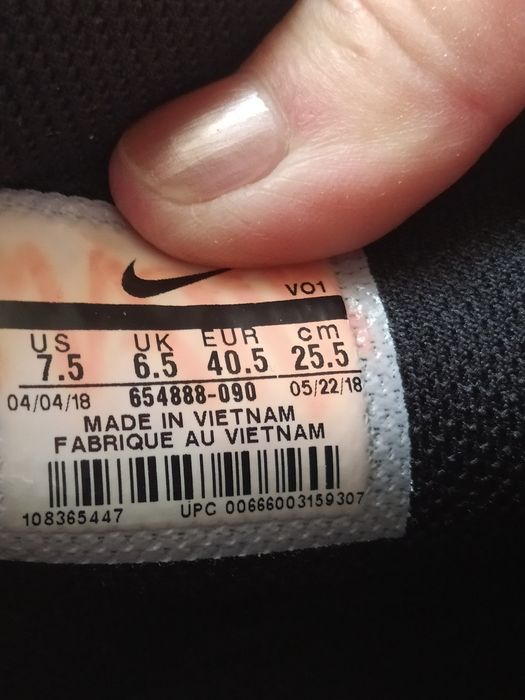 VO1
US UK EUR cm
7.5 6.5 40.5 25.5
04/04/18 654888-090 05/22/18
MADE IN VIETNAM
FABRIQUE AU VIETNAM
108365447 UPC 00666003159307